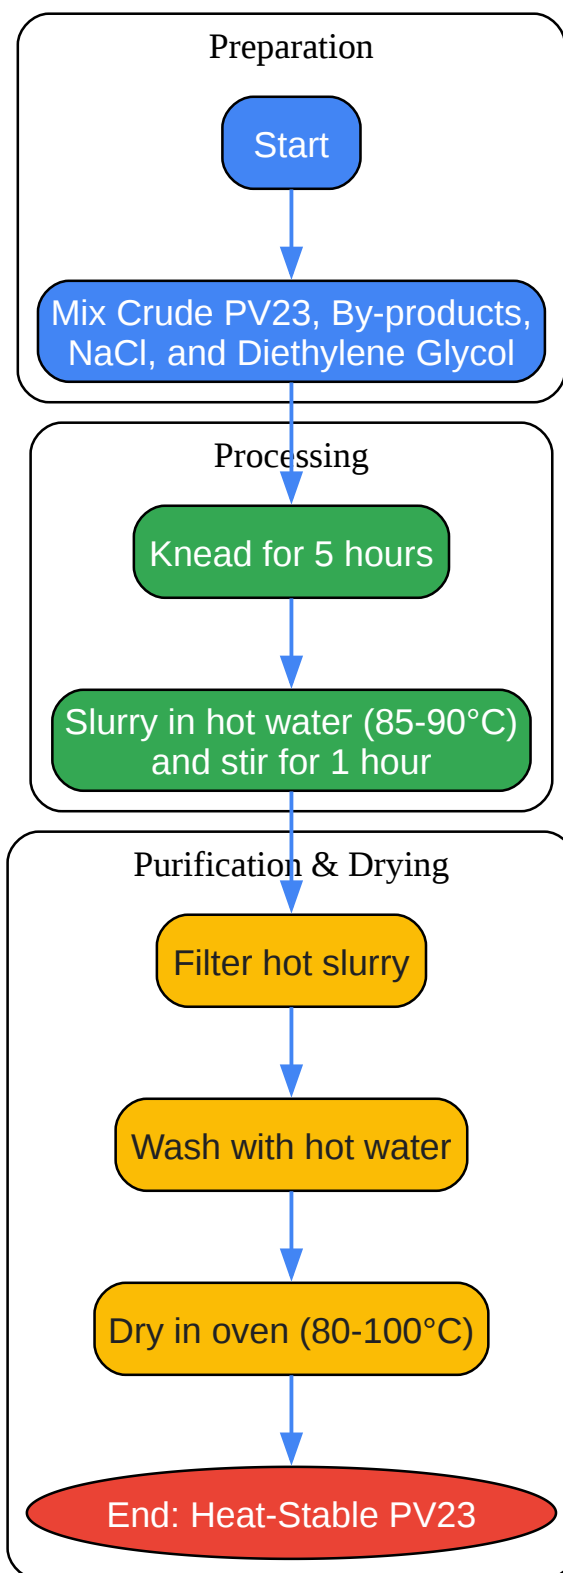 Preparation
Start
Mix Crude PV23, By-products,
NaCl, and Diethylene Glycol
Processing
Knead for 5 hours
Slurry in hot water (85-90°C)
and stir for 1 hour
Purification & Drying
Filter hot slurry
Wash with hot water
Dry in oven (80-100°C)
End: Heat-Stable PV23